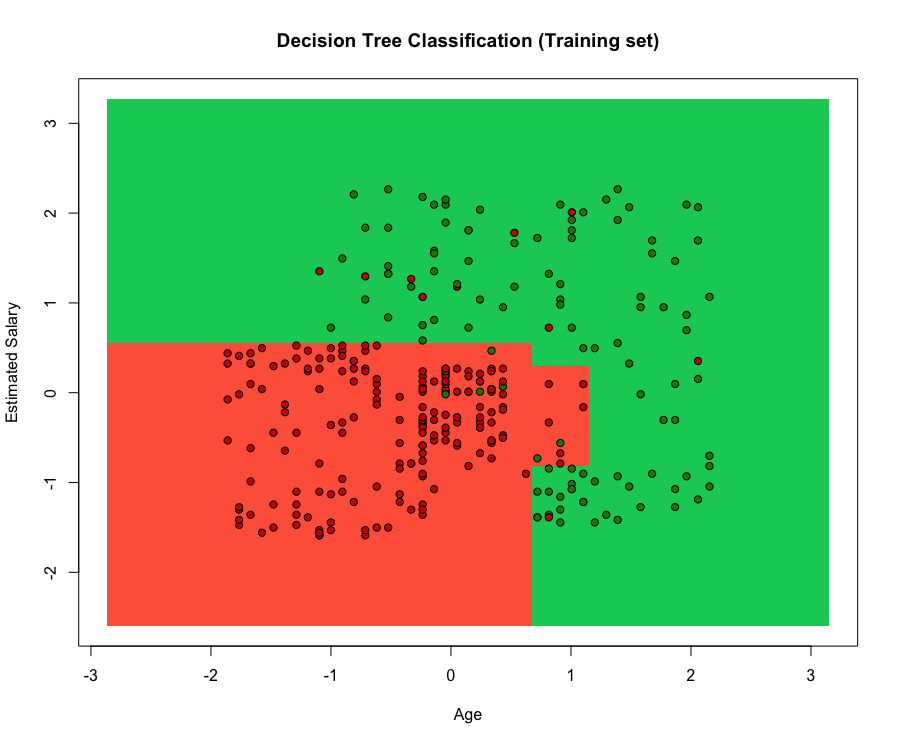 Decision Tree Classification (Training set)
Estimated Salary
3
2
1
0
-1
-2
-3 -2 -1 0 1 2 3
Age